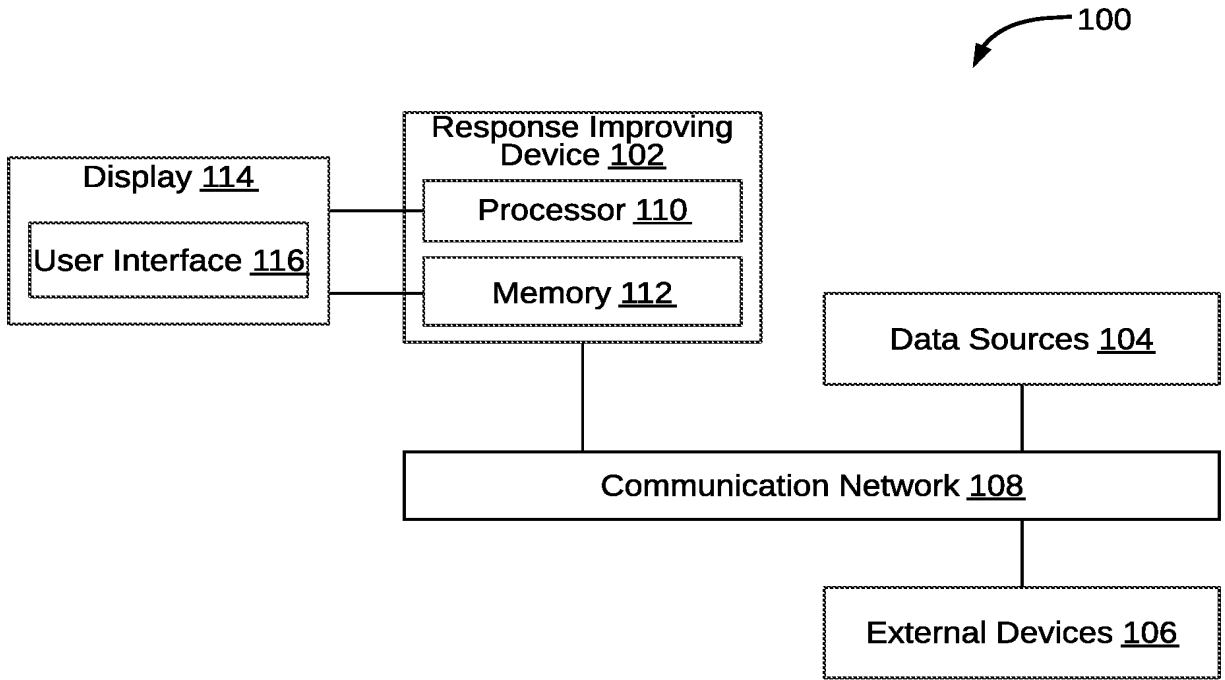 100
Response Improving
Device 102
Display 114
Processor 110
User Interface 116
Memory 112
Data Sources 104
Communication Network 108
External Devices 106